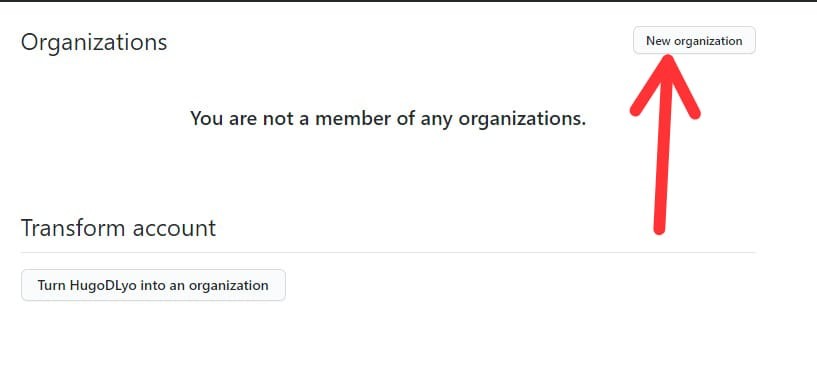 Organizations
New organization
You are not a member of any organizations.
Transform account
Turn HugoDLyo into an organization